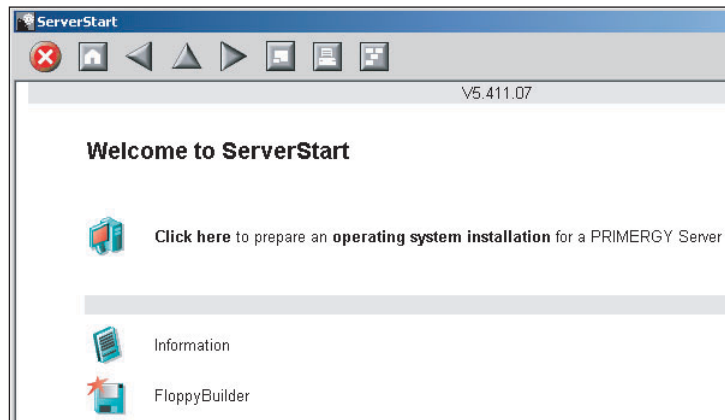 ServerStart
V5.411.07
Welcome to ServerStart
Click here to prepare an operating system installation for a PRIMERGY Server
Information
FloppyBuilder